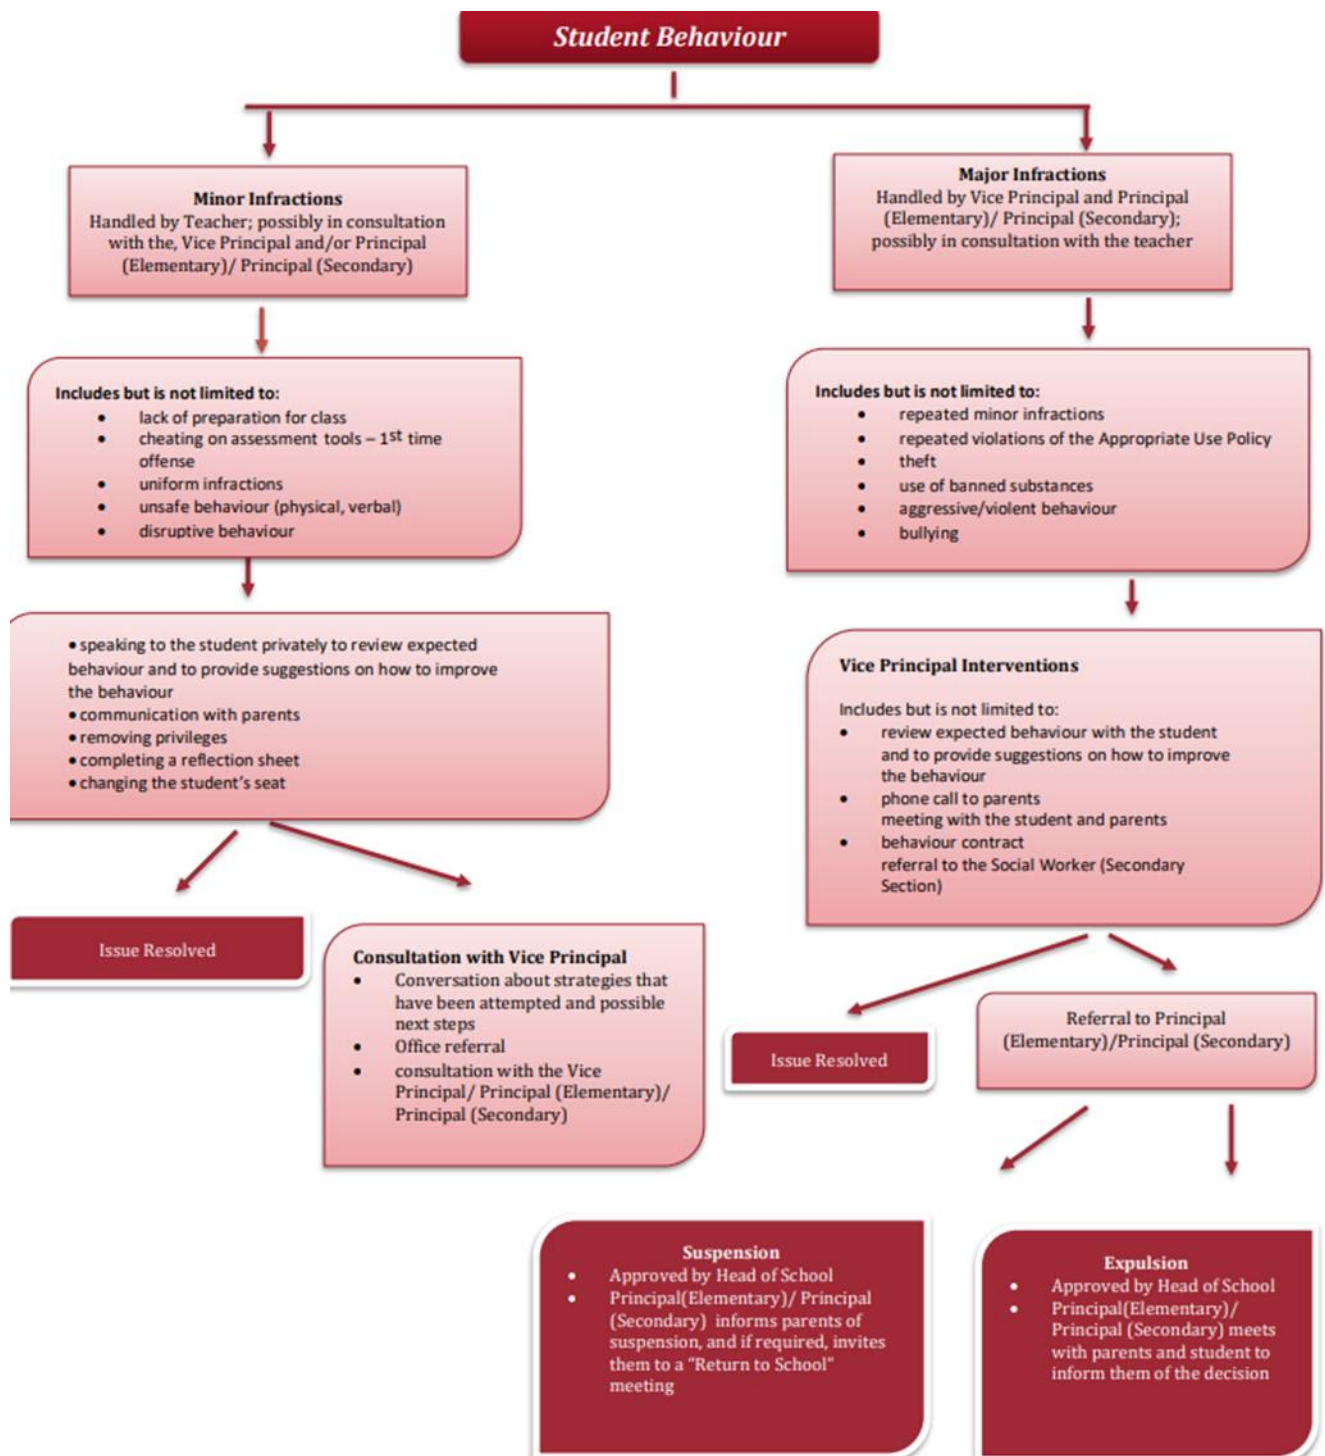 Student Behaviour
Minor Infractions
Handled by Teacher; possibly in consultation
with the, Vice Principal and/or Principal
(Elementary)/ Principal (Secondary)
Major Infractions
Handled by Vice Principal and Principal
(Elementary)/ Principal (Secondary);
possibly in consultation with the teacher
Includes but is not limited to:
• lack of preparation for class
• cheating on assessment tools – 1st time
offense
• uniform infractions
• unsafe behaviour (physical, verbal)
• disruptive behaviour
Includes but is not limited to:
• repeated minor infractions
• repeated violations of the Appropriate Use Policy
• theft
• use of banned substances
• aggressive/violent behaviour
• bullying
• speaking to the student privately to review expected
behaviour and to provide suggestions on how to improve
the behaviour
• communication with parents
• removing privileges
• completing a reflection sheet
• changing the student's seat
Vice Principal Interventions
Includes but is not limited to:
• review expected behaviour with the student
and to provide suggestions on how to improve
the behaviour
• phone call to parents
meeting with the student and parents
• behaviour contract
referral to the Social Worker (Secondary
Section)
Issue Resolved
Consultation with Vice Principal
• Conversation about strategies that
have been attempted and possible
next steps
• Office referral
• consultation with the Vice
Principal/ Principal (Elementary)/
Principal (Secondary)
Issue Resolved
Referral to Principal
(Elementary)/Principal (Secondary)
Suspension
• Approved by Head of School
• Principal(Elementary)/ Principal
(Secondary) informs parents of
suspension, and if required, invites
them to a "Return to School"
meeting
Expulsion
• Approved by Head of School
• Principal(Elementary)/
Principal (Secondary) meets
with parents and student to
inform them of the decision